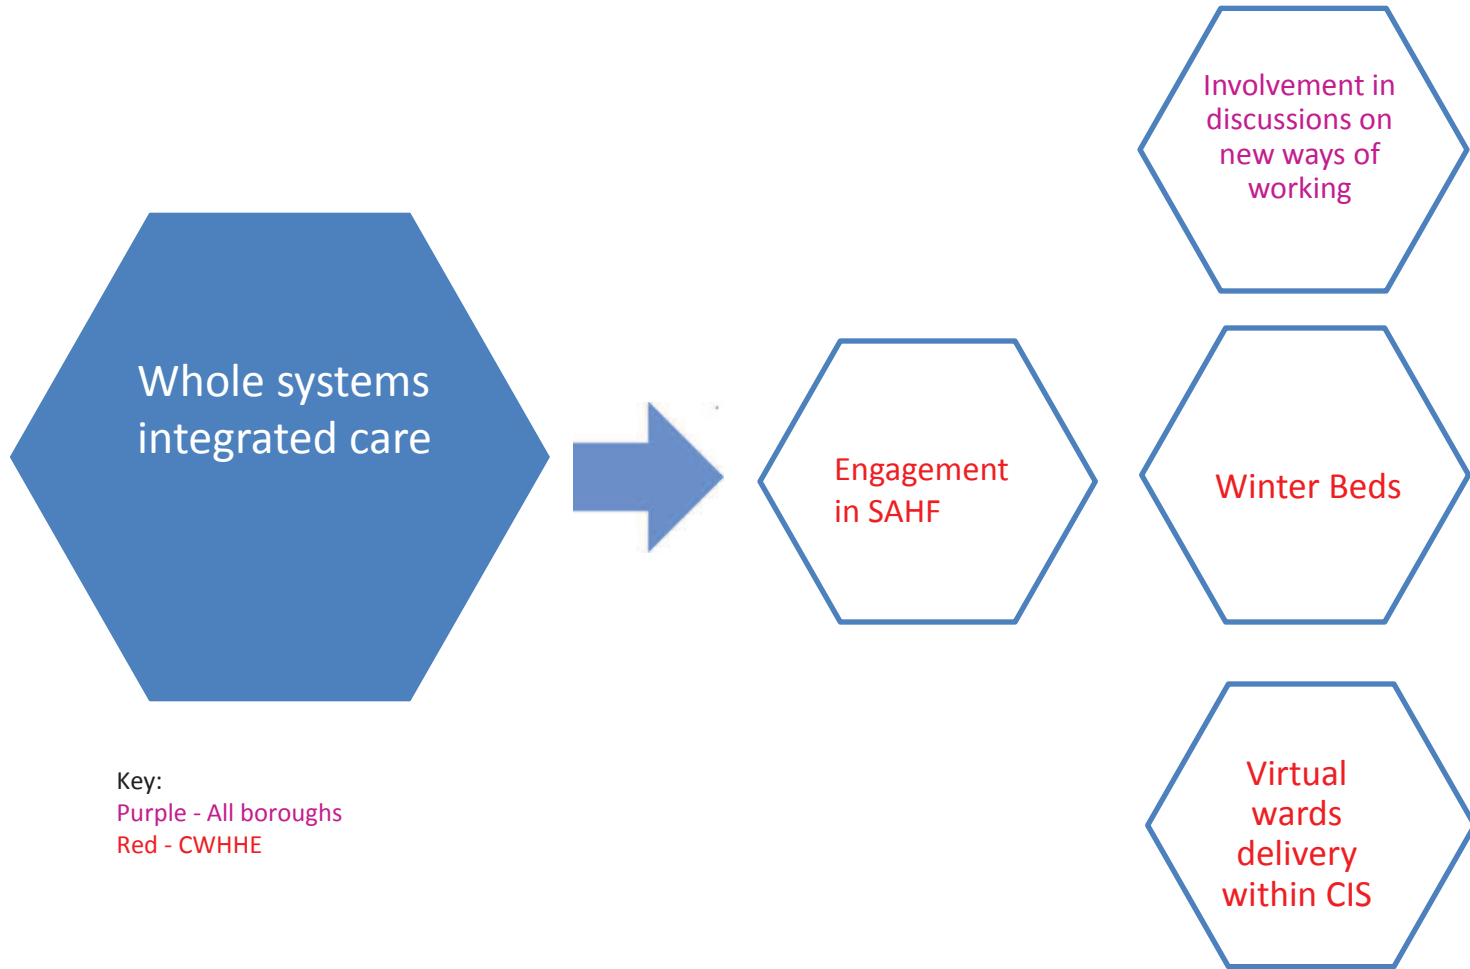 Whole systems
integrated care
Engagement
in SAHF
Involvement in
discussions on
new ways of
working
Winter Beds
Virtual
wards
delivery
within CIS
Key:
Purple - All boroughs
Red - CWHHE